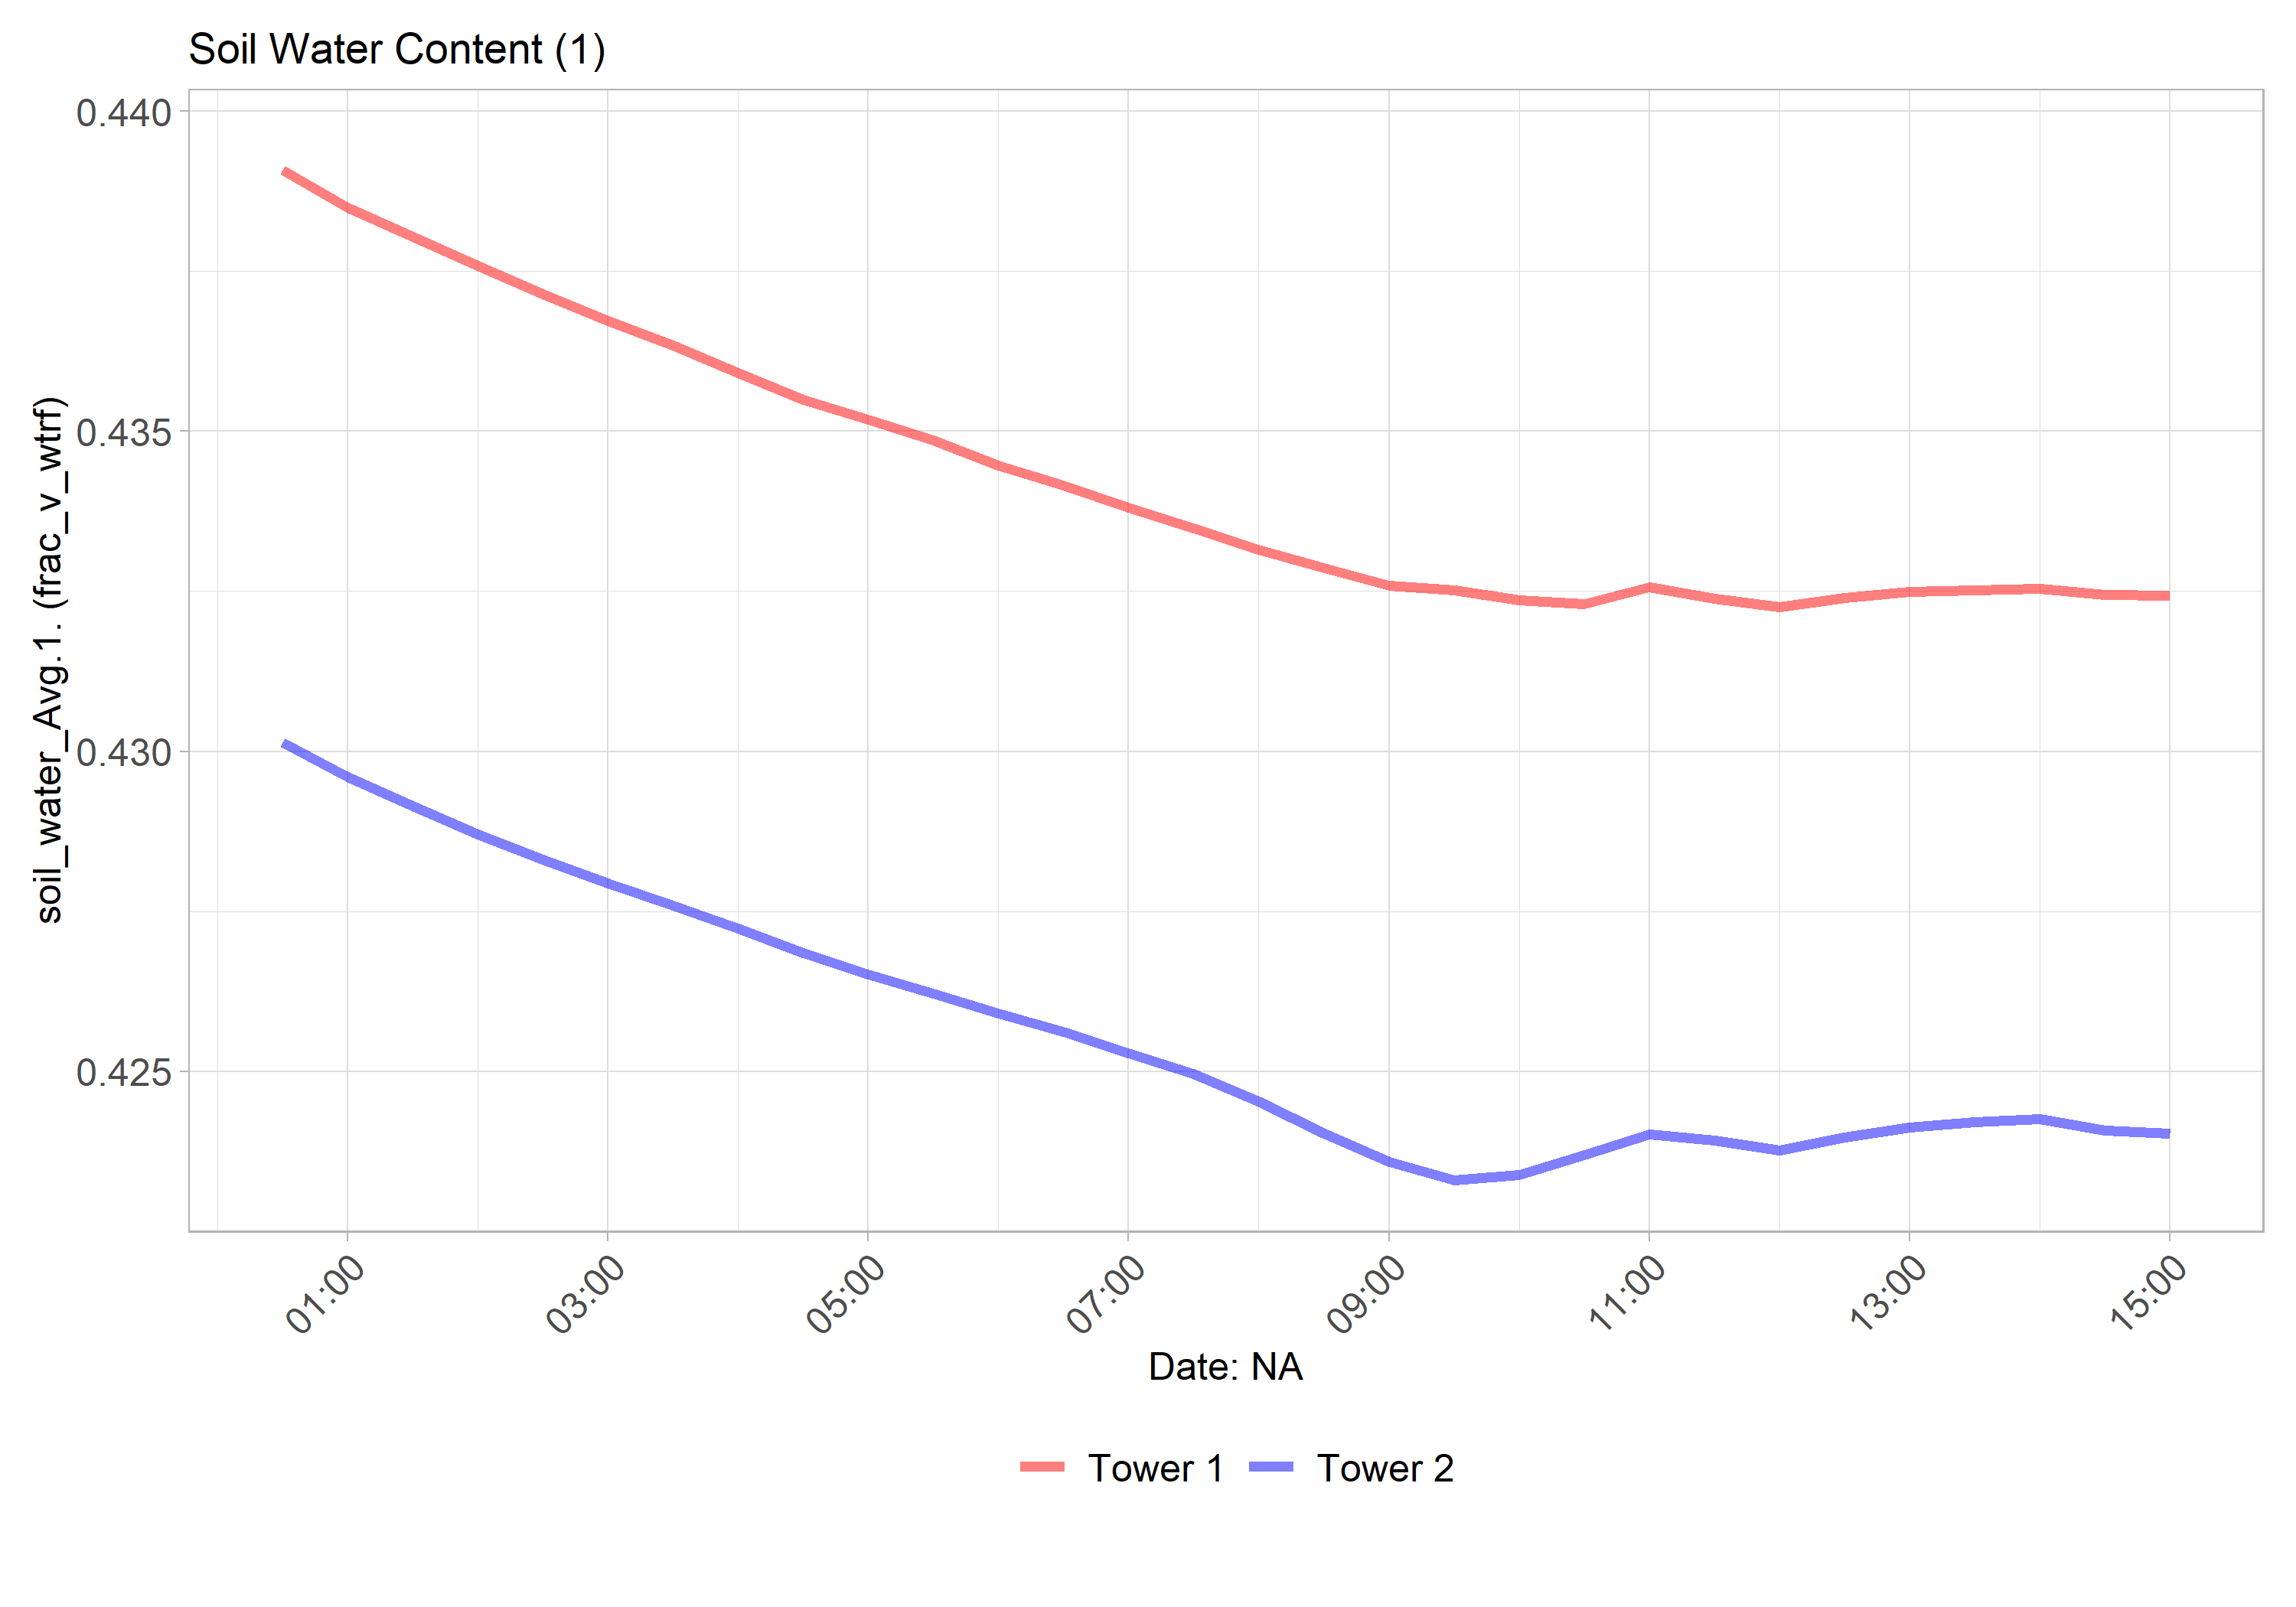 Soil Water Content (1)
soil_water_Avg.1. (frac_v_wtrf)
0.440
0.435
0.430
0.425
01:00
03:00
05:00
07:00
09:00
11:00
13:00
15:00
Date: NA
Tower 1
Tower 2